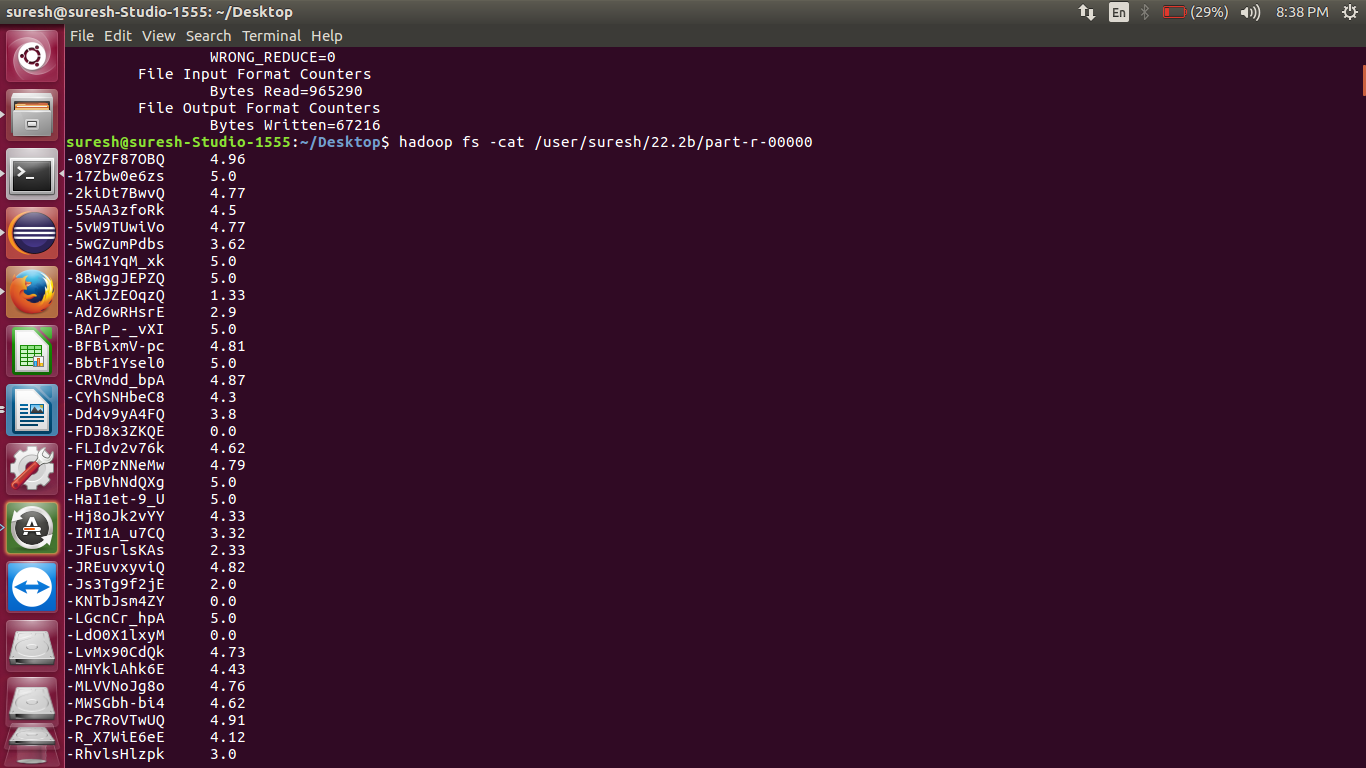 suresh@suresh-Studio-1555: ~/Desktop En (29%) 8:38 PM
File Edit View Search Terminal Help
WRONG_REDUCE=0
File Input Format Counters
Bytes Read=965290
File Output Format Counters
Bytes Written=67216
suresh@suresh-Studio-1555:~/Desktop$ hadoop fs -cat /user/suresh/22.2b/part-r-00000
-08YZF87OBQ 4.96
-17Zbw0e6zs 5.0
-2kiDt7BwvQ 4.77
-55AA3zfoRk 4.5
-5vW9TUwiVo 4.77
-5wGZumPdbs 3.62
-6M41YqM_xk 5.0
-8BwggJEPZQ 5.0
-AKiJZEOqzQ 1.33
-AdZ6wRHsrE 2.9
-BArP_-_vXI 5.0
-BFBixmV-pc 4.81
-BbtF1Ysel0 5.0
-CRVmdd_bpA 4.87
-CYhSNHbeC8 4.3
-Dd4v9yA4FQ 3.8
-FDJ8x3ZKQE 0.0
-FLIdv2v76k 4.62
-FM0PzNNeMw 4.79
-FpBVhNdQXg 5.0
-HaI1et-9_U 5.0
-Hj8oJk2vYY 4.33
-IMI1A_u7CQ 3.32
-JFusrlsKAs 2.33
-JREuvxyviQ 4.82
-Js3Tg9f2jE 2.0
-KNTbJsm4ZY 0.0
-LGcnCr_hpA 5.0
-LdO0X1lxyM 0.0
-LvMx90CdQk 4.73
-MHYklAhk6E 4.43
-MLVVNoJg8o 4.76
-MWSGbh-bi4 4.62
-Pc7RoVTwUQ 4.91
-R_X7WiE6eE 4.12
-RhvlsHlzpk 3.0